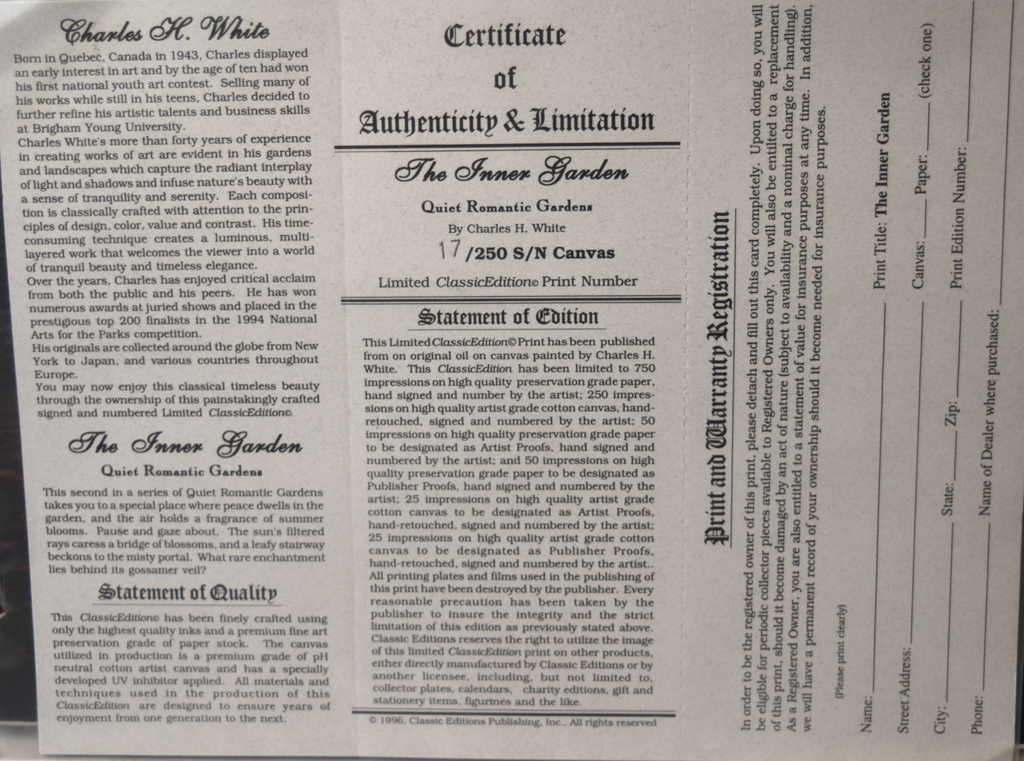 Charles H. White
Born in Quebec, Canada in 1943, Charles displayed
an early interest in art and by the age of ten had won
his first national youth art contest. Selling many of
his works while still in his teens, Charles decided to
further refine his artistic talents and business skills
at Brigham Young University.
Charles White's more than forty years of experience
in creating works of art are evident in his gardens
and landscapes which capture the radiant interplay
of light and shadows and infuse nature's beauty with
a sense of tranquility and serenity. Each composi-
tion is classically crafted with attention to the prin-
ciples of design, color, value and contrast. His time-
consuming technique creates a luminous, multi-
layered work that welcomes the viewer into a world
of tranquil beauty and timeless elegance.
Over the years, Charles has enjoyed critical acclaim
from both the public and his peers. He has won
numerous awards at juried shows and placed in the
prestigious top 200 finalists in the 1994 National
Arts for the Parks competition.
His originals are collected around the globe from New
York to Japan, and various countries throughout
Europe.
You may now enjoy this classical timeless beauty
through the ownership of this painstakingly crafted
signed and numbered Limited ClassicEdition©.
The Inner Garden
Quiet Romantic Gardens
This second in a series of Quiet Romantic Gardens
takes you to a special place where peace dwells in the
garden, and the air holds a fragrance of summer
blooms. Pause and gaze about. The sun's filtered
rays caress a bridge of blossoms, and a leafy stairway
beckons to the misty portal. What rare enchantment
lies behind its gossamer veil?
Statement of Quality
This ClassicEdition© has been finely crafted using
only the highest quality inks and a premium fine art
preservation grade of paper stock. The canvas
utilized in production is a premium grade of pH
neutral cotton artist canvas and has a specially
developed UV inhibitor applied. All materials and
techniques used in the production of this
ClassicEdition are designed to ensure years of
enjoyment from one generation to the next.
Certificate
of
Authenticity & Limitation
The Inner Garden
Quiet Romantic Gardens
By Charles H. White
17/250 S/N Canvas
Limited ClassicEdition© Print Number
Statement of Edition
This Limited ClassicEdition© Print has been published
from on original oil on canvas painted by Charles H.
White. This ClassicEdition has been limited to 750
impressions on high quality preservation grade paper,
hand signed and number by the artist; 250 impres-
sions on high quality artist grade cotton canvas, hand-
retouched, signed and numbered by the artist; 50
impressions on high quality preservation grade paper
to be designated as Artist Proofs, hand signed and
numbered by the artist; and 50 impressions on high
quality preservation grade paper to be designated as
Publisher Proofs, hand signed and numbered by the
artist; 25 impressions on high quality artist grade
cotton canvas to be designated as Artist Proofs,
hand-retouched, signed and numbered by the artist;
25 impressions on high quality artist grade cotton
canvas to be designated as Publisher Proofs,
hand-retouched, signed and numbered by the artist..
All printing plates and films used in the publishing of
this print have been destroyed by the publisher. Every
reasonable precaution has been taken by the
publisher to insure the integrity and the strict
limitation of this edition as previously stated above.
Classic Editions reserves the right to utilize the image
of this limited ClassicEdition print on other products,
either directly manufactured by Classic Editions or by
another licensee, including, but not limited to,
collector plates, calendars, charity editions, gift and
stationery items, figurines and the like.
© 1996, Classic Editions Publishing, Inc., All rights reserved
Print and Warranty Registration
In order to be the registered owner of this print, please detach and fill out this card completely. Upon doing so, you will
be eligible for periodic collector pieces available to Registered Owners only. You will also be entitled to a replacement
of this print, should it become damaged by an act of nature (subject to availability and a nominal charge for handling).
As a Registered Owner, you are also entitled to a statement of value for insurance purposes at any time. In addition,
we will have a permanent record of your ownership should it become needed for insurance purposes.
(Please print clearly)
Name: Print Title: The Inner Garden
Street Address: Canvas: Paper: (check one)
City: State: Zip: Print Edition Number:
Phone: Name of Dealer where purchased: